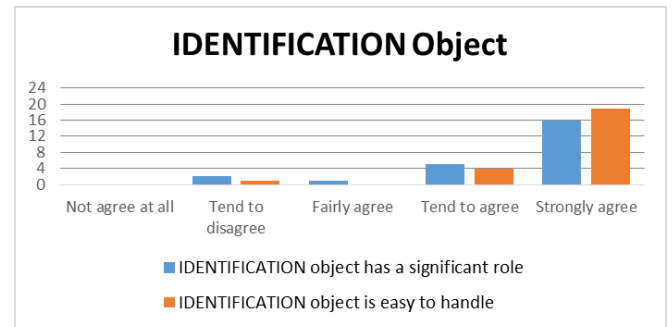 IDENTIFICATION Object
24
20
16
12
8
4
0
Not agree at all
Tend to
disagree
Fairly agree
Tend to agree
Strongly agree
IDENTIFICATION object has a significant role
IDENTIFICATION object is easy to handle